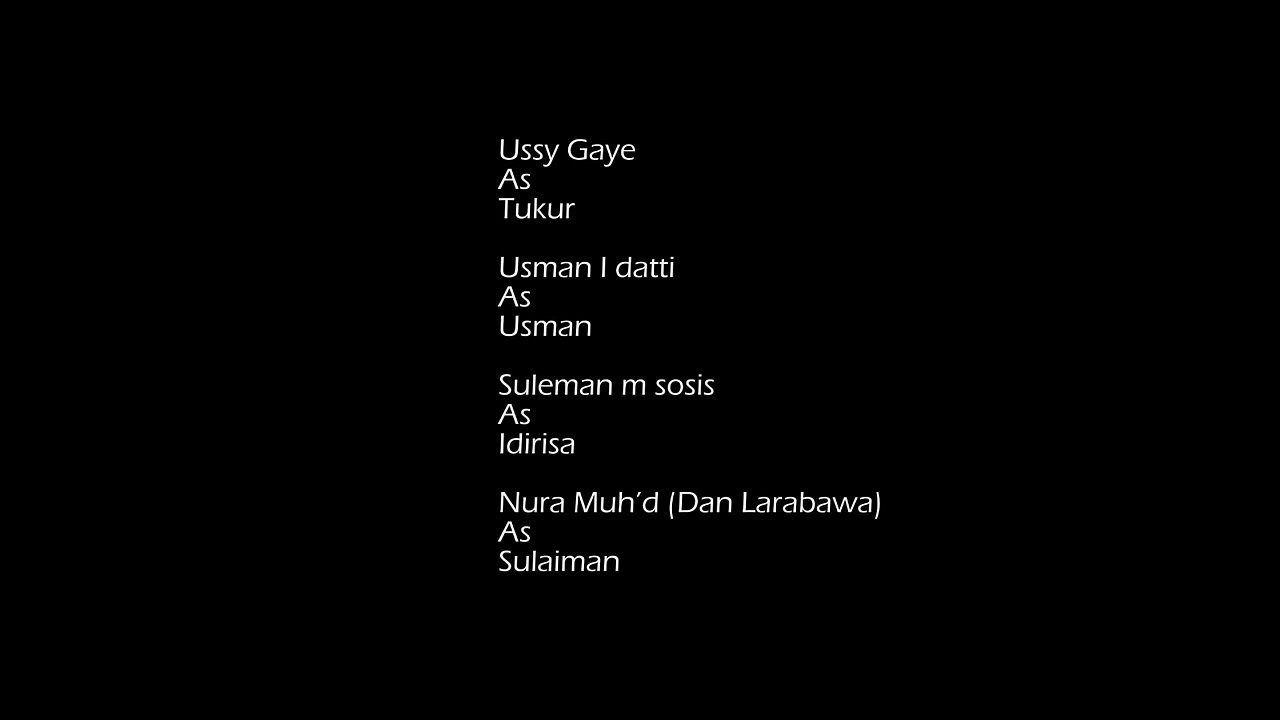 Ussy Gaye
As
Tukur
Usman I datti
As
Usman
Suleman m sosis
As
Idirisa
Nura Muh’d (Dan Larabawa)
As
Sulaiman